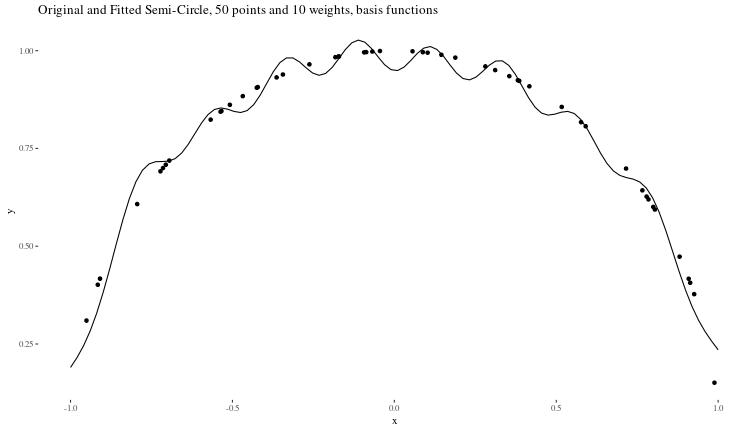 Original and Fitted Semi-Circle, 50 points and 10 weights, basis functions
1.00
0.75
y
0.50
0.25
-1.0 -0.5 0.0 0.5 1.0
x